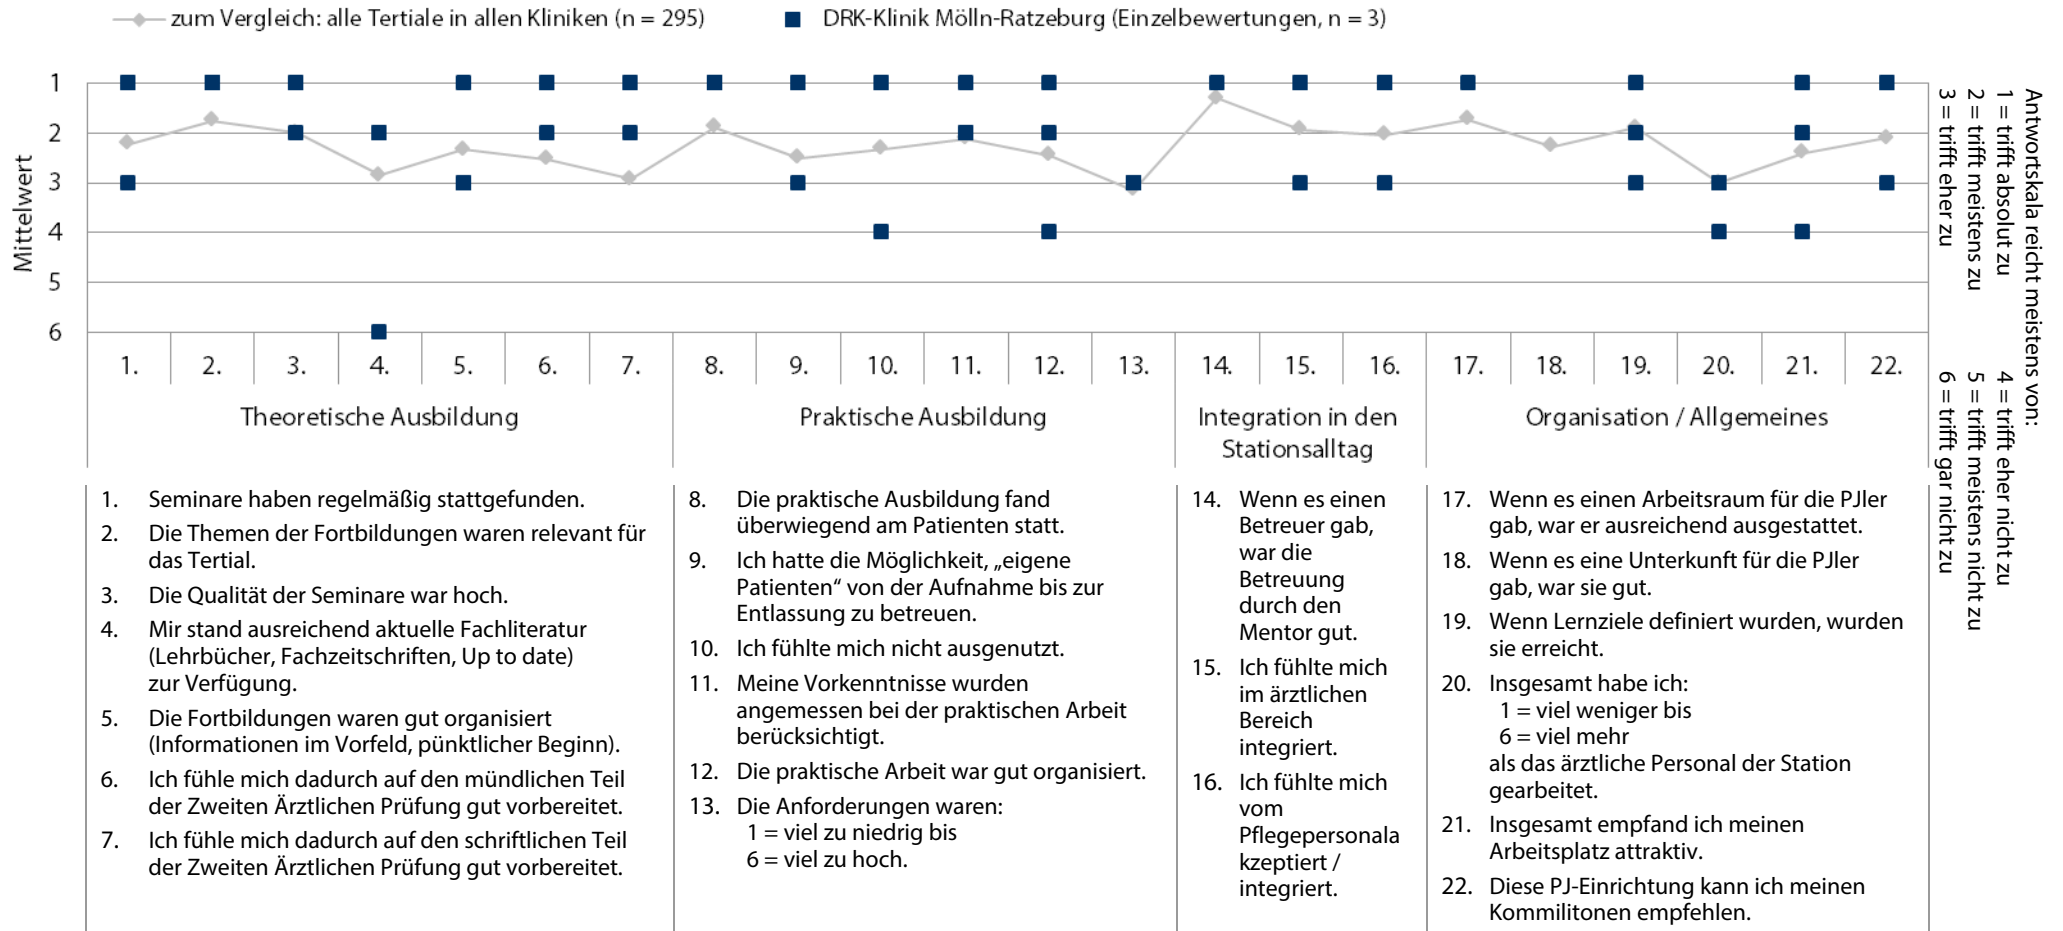 zum Vergleich: alle Tertiale in allen Kliniken (n = 295)
DRK-Klinik Mölln-Ratzeburg (Einzelbewertungen, n = 3)
Mittelwert
1
2
3
4
5
6
1. 2. 3. 4. 5. 6. 7. 8. 9. 10. 11. 12. 13. 14. 15. 16. 17. 18. 19. 20. 21. 22.
Theoretische Ausbildung
Praktische Ausbildung
Integration in den
Stationsalltag
Organisation / Allgemeines
Antwortskala reicht meistens von:
1 = trifft absolut zu
2 = trifft meistens zu
3 = trifft eher zu
4 = trifft eher nicht zu
5 = trifft meistens nicht zu
6 = trifft gar nicht zu
1. Seminare haben regelmäßig stattgefunden.
2. Die Themen der Fortbildungen waren relevant für
das Tertial.
3. Die Qualität der Seminare war hoch.
4. Mir stand ausreichend aktuelle Fachliteratur
(Lehrbücher, Fachzeitschriften, Up to date)
zur Verfügung.
5. Die Fortbildungen waren gut organisiert
(Informationen im Vorfeld, pünktlicher Beginn).
6. Ich fühle mich dadurch auf den mündlichen Teil
der Zweiten Ärztlichen Prüfung gut vorbereitet.
7. Ich fühle mich dadurch auf den schriftlichen Teil
der Zweiten Ärztlichen Prüfung gut vorbereitet.
8. Die praktische Ausbildung fand
überwiegend am Patienten statt.
9. Ich hatte die Möglichkeit, „eigene
Patienten“ von der Aufnahme bis zur
Entlassung zu betreuen.
10. Ich fühlte mich nicht ausgenutzt.
11. Meine Vorkenntnisse wurden
angemessen bei der praktischen Arbeit
berücksichtigt.
12. Die praktische Arbeit war gut organisiert.
13. Die Anforderungen waren:
1 = viel zu niedrig bis
6 = viel zu hoch.
14. Wenn es einen
Betreuer gab,
war die
Betreuung
durch den
Mentor gut.
15. Ich fühlte mich
im ärztlichen
Bereich
integriert.
16. Ich fühlte mich
vom
Pflegepersonala
kzeptiert /
integriert.
17. Wenn es einen Arbeitsraum für die PJler
gab, war er ausreichend ausgestattet.
18. Wenn es eine Unterkunft für die PJler
gab, war sie gut.
19. Wenn Lernziele definiert wurden, wurden
sie erreicht.
20. Insgesamt habe ich:
1 = viel weniger bis
6 = viel mehr
als das ärztliche Personal der Station
gearbeitet.
21. Insgesamt empfand ich meinen
Arbeitsplatz attraktiv.
22. Diese PJ-Einrichtung kann ich meinen
Kommilitonen empfehlen.